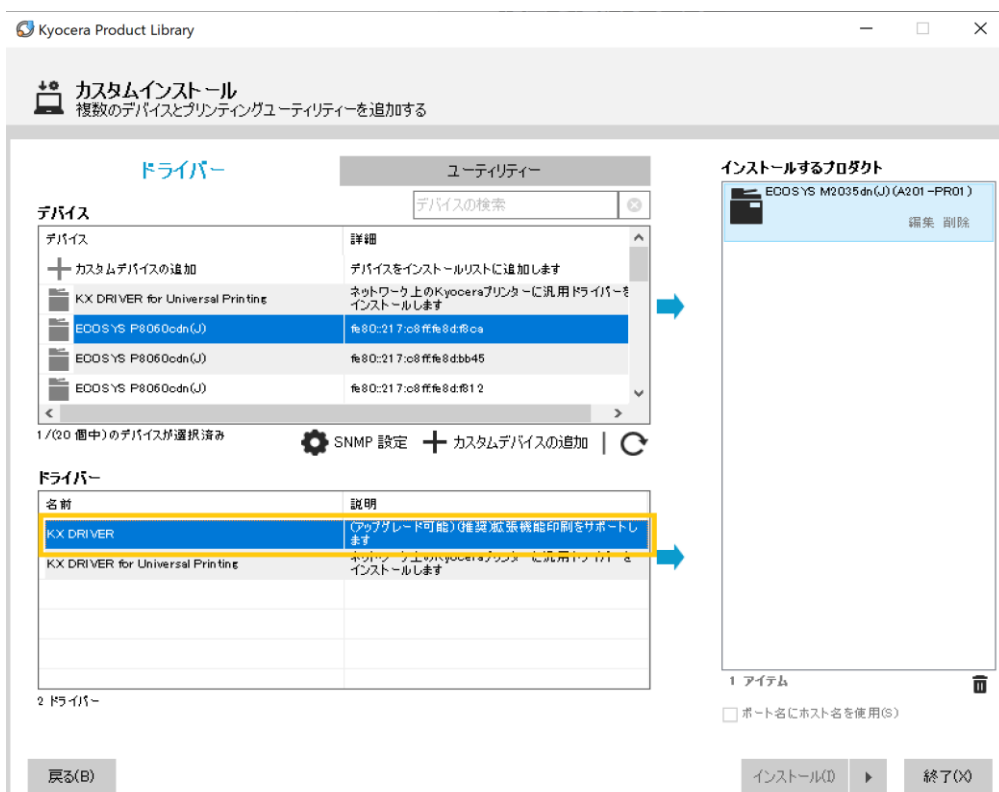 Kyocera Product Library
カスタムインストール
複数のデバイスとプリンティングユーティリティーを追加する
ドライバー
ユーティリティー
デバイス
デバイスの検索
デバイス 詳細
カスタムデバイスの追加 デバイスをインストールリストに追加します
KX DRIVER for Universal Printing ネットワーク上のKyoceraプリンターに汎用ドライバーを
インストールします
ECOSYS P8060cdn(J) fe80::217:c8ff:fe8d:f8ca
ECOSYS P8060cdn(J) fe80::217:c8ff:fe8d:bb45
ECOSYS P8060cdn(J) fe80::217:c8ff:fe8d:f812
1/(20 個中)のデバイスが選択済み
SNMP 設定 カスタムデバイスの追加
ドライバー
名前 説明
KX DRIVER (アップグレード可能)(推奨)拡張機能印刷をサポートし
ます
KX DRIVER for Universal Printing ネットワーク上のKyoceraプリンターに汎用ドライバーを
インストールします
2 ドライバー
インストールするプロダクト
ECOSYS M2035dn(J)(A201-PR01)
編集 削除
1 アイテム
ポート名にホスト名を使用(S)
戻る(B)
インストール(I)
終了(X)